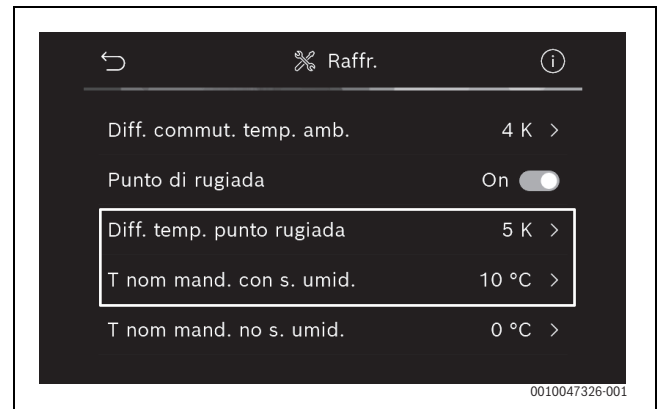 Raffr.
Diff. commut. temp. amb. 4 K >
Punto di rugiada On
Diff. temp. punto rugiada 5 K >
T nom mand. con s. umid. 10 °C >
T nom mand. no s. umid. 0 °C >
0010047326-001